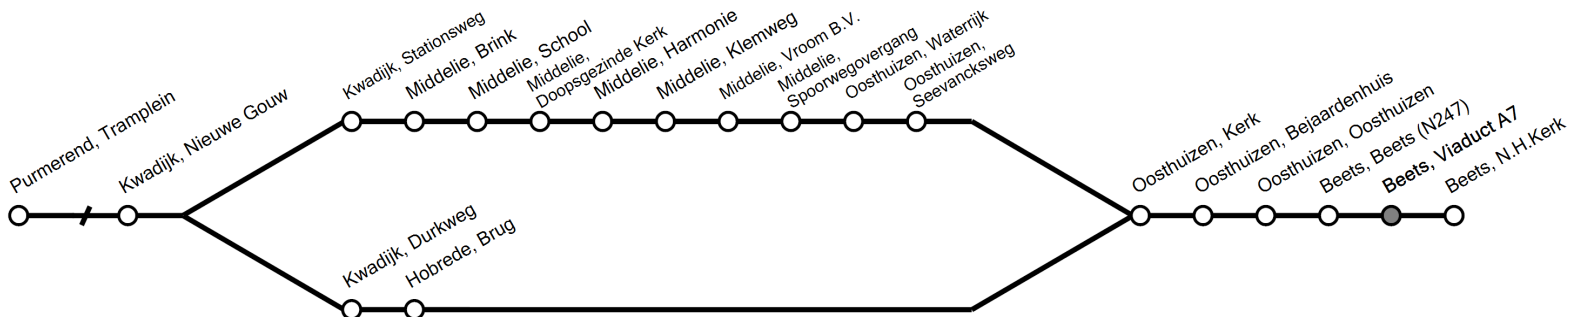 Purmerend, Tramplein
Kwadijk, Nieuwe Gouw
Kwadijk, Stationsweg
Middelie, Brink
Middelie, School
Middelie,
Doopsgezinde Kerk
Middelie, Harmonie
Middelie, Klemweg
Middelie, Vroom B.V.
Middelie,
Spoorwegovergang
Oosthuizen, Waterrijk
Oosthuizen,
Seevancksweg
Kwadijk, Durkweg
Hobrede, Brug
Oosthuizen, Kerk
Oosthuizen, Bejaardenhuis
Oosthuizen, Oosthuizen
Beets, Beets (N247)
Beets, Viaduct A7
Beets, N.H.Kerk